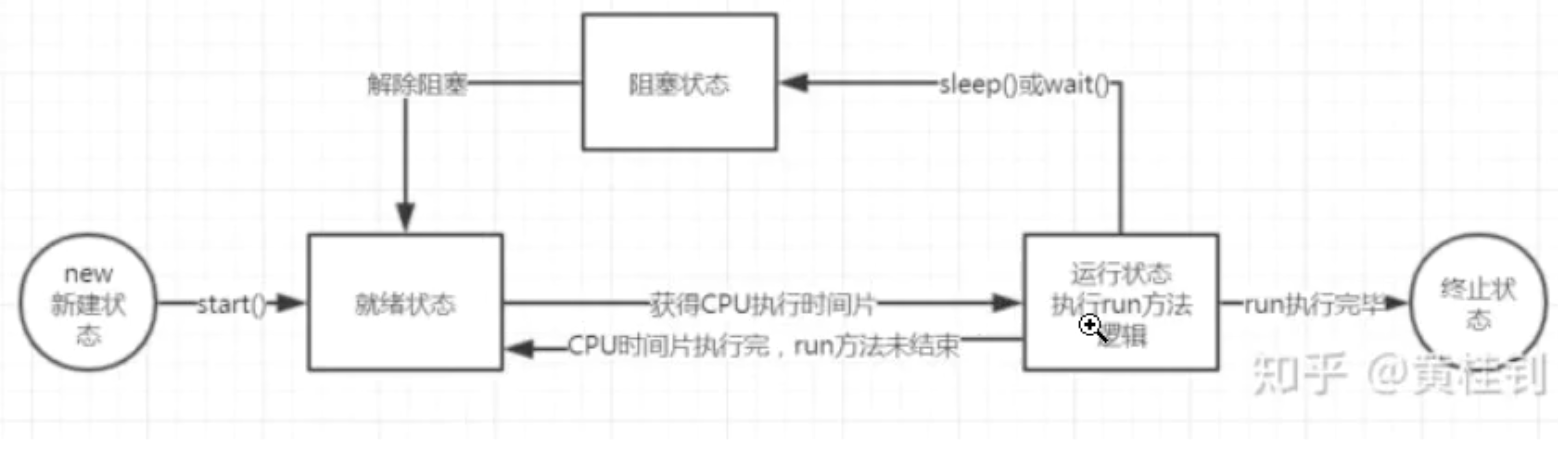 解除阻塞
阻塞状态
sleep()或wait()
new
新建状
态
start()
就绪状态
获得CPU执行时间片
CPU时间片执行完，run方法未结束
运行状态
执行run方法
逻辑
run执行完毕
终止状
态
知乎 @黄桂钊